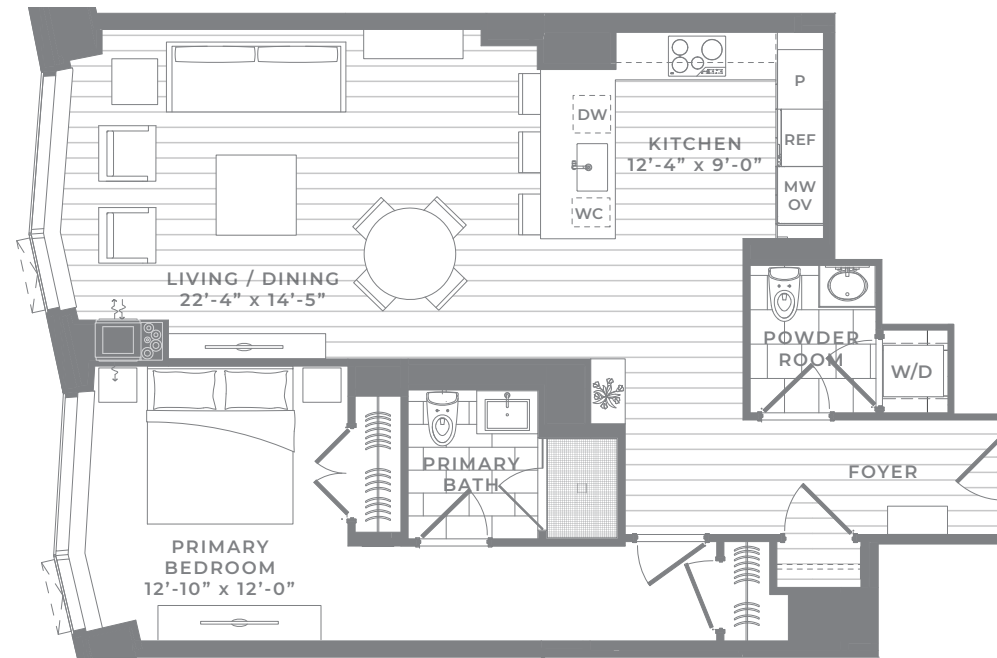 P
DW
REF
KITCHEN
12’-4” x 9’-0”
MW
OV
WC
LIVING / DINING
22’-4” x 14’-5”
POWDER
ROOM
W/D
PRIMARY
BATH
FOYER
PRIMARY
BEDROOM
12’-10” x 12’-0”